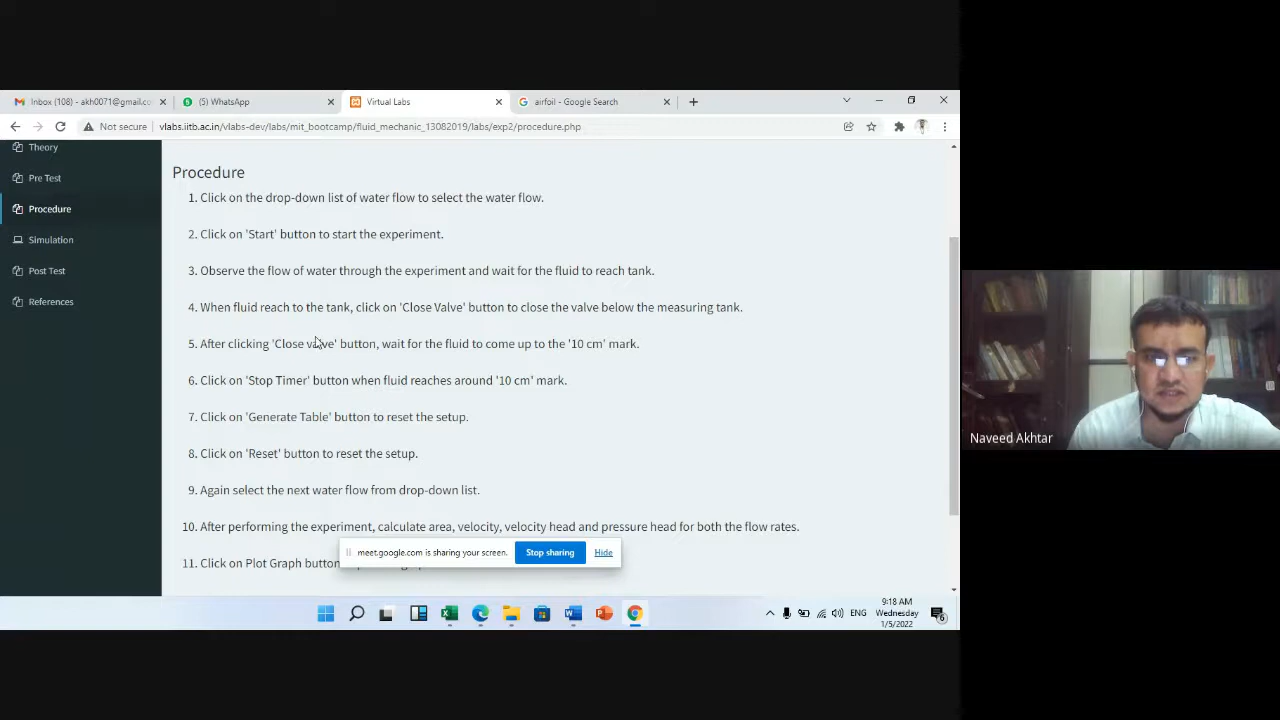 Inbox (108) - akh0071@gmail.co
(5) WhatsApp
Virtual Labs
airfoil - Google Search
Not secure
vlabs.iitb.ac.in/vlabs-dev/labs/mit_bootcamp/fluid_mechanic_13082019/labs/exp2/procedure.php
Theory
Pre Test
Procedure
Simulation
Post Test
References
Procedure
1. Click on the drop-down list of water flow to select the water flow.
2. Click on 'Start' button to start the experiment.
3. Observe the flow of water through the experiment and wait for the fluid to reach tank.
4. When fluid reach to the tank, click on 'Close Valve' button to close the valve below the measuring tank.
5. After clicking 'Close valve' button, wait for the fluid to come up to the '10 cm' mark.
6. Click on 'Stop Timer' button when fluid reaches around '10 cm' mark.
7. Click on 'Generate Table' button to reset the setup.
8. Click on 'Reset' button to reset the setup.
9. Again select the next water flow from drop-down list.
10. After performing the experiment, calculate area, velocity, velocity head and pressure head for both the flow rates.
11. Click on Plot Graph button
meet.google.com is sharing your screen.
Stop sharing
Hide
ENG
9:18 AM
Wednesday
1/5/2022
6
Naveed Akhtar